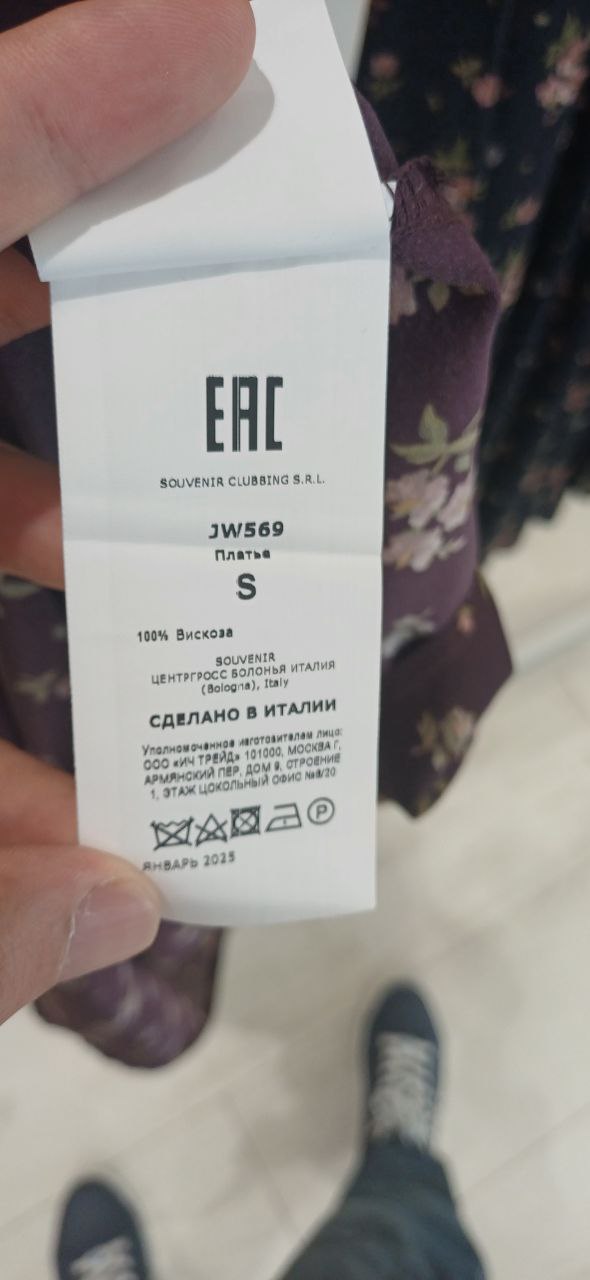 EAC
SOUVENIR CLUBBING S.R.L.
JW569
Платье
S
100% Вискоза
SOUVENIR
ЦЕНТРГРОСС БОЛОНЬЯ ИТАЛИЯ
(Bologna), Italy
СДЕЛАНО В ИТАЛИИ
Уполномоченное изготовителем лицо:
ООО «ИЧ ТРЕЙД» 101000, МОСКВА Г,
АРМЯНСКИЙ ПЕР, ДОМ 9, СТРОЕНИЕ
1, ЭТАЖ ЦОКОЛЬНЫЙ ОФИС №8/20
P
ЯНВАРЬ 2025